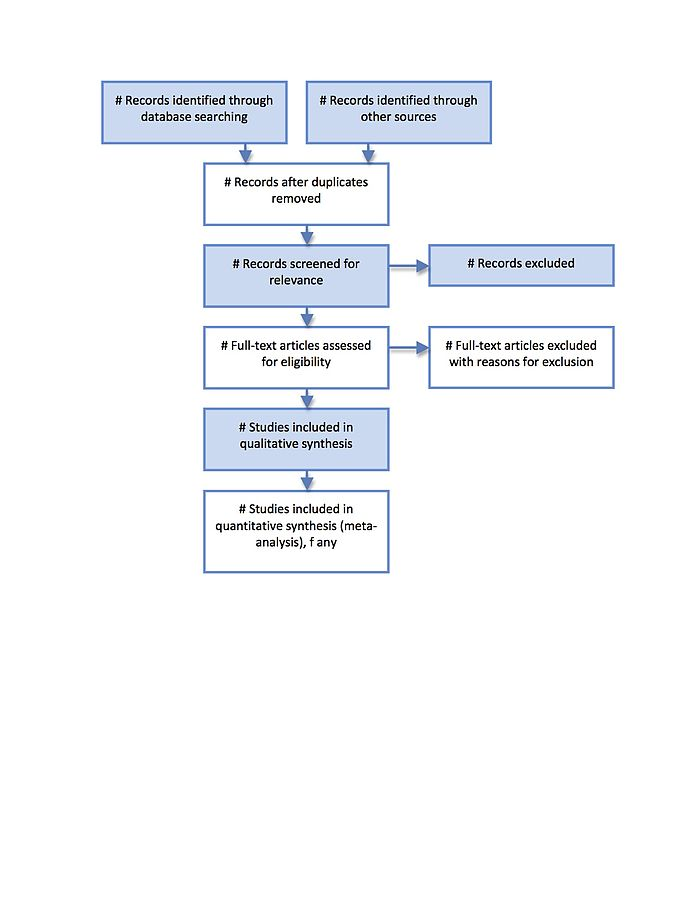 # Records identified through
database searching
# Records identified through
other sources
# Records after duplicates
removed
# Records screened for
relevance
# Records excluded
# Full-text articles assessed
for eligibility
# Full-text articles excluded
with reasons for exclusion
# Studies included in
qualitative synthesis
# Studies included in
quantitative synthesis (meta-
analysis), f any